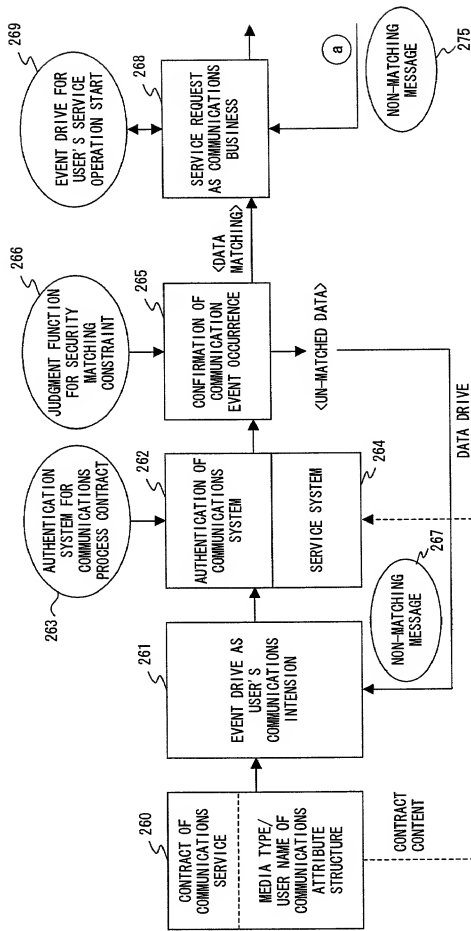 260
CONTRACT OF
COMMUNICATIONS
SERVICE
MEDIA TYPE/
USER NAME OF
COMMUNICATIONS
ATTRIBUTE
STRUCTURE
CONTRACT
CONTENT
261
EVENT DRIVE AS
USER'S
COMMUNICATIONS
INTENSION
263
AUTHENTICATION
SYSTEM FOR
COMMUNICATIONS
PROCESS CONTRACT
262
AUTHENTICATION OF
COMMUNICATIONS
SYSTEM
SERVICE SYSTEM
264
NON-MATCHING
MESSAGE
267
DATA DRIVE
266
JUDGMENT FUNCTION
FOR SECURITY
MATCHING
CONSTRAINT
265
CONFIRMATION OF
COMMUNICATION
EVENT OCCURRENCE
<DATA
MATCHING>
<UN-MATCHED DATA>
269
EVENT DRIVE FOR
USER'S SERVICE
OPERATION START
268
SERVICE REQUEST
AS COMMUNICATIONS
BUSINESS
a
NON-MATCHING
MESSAGE
275